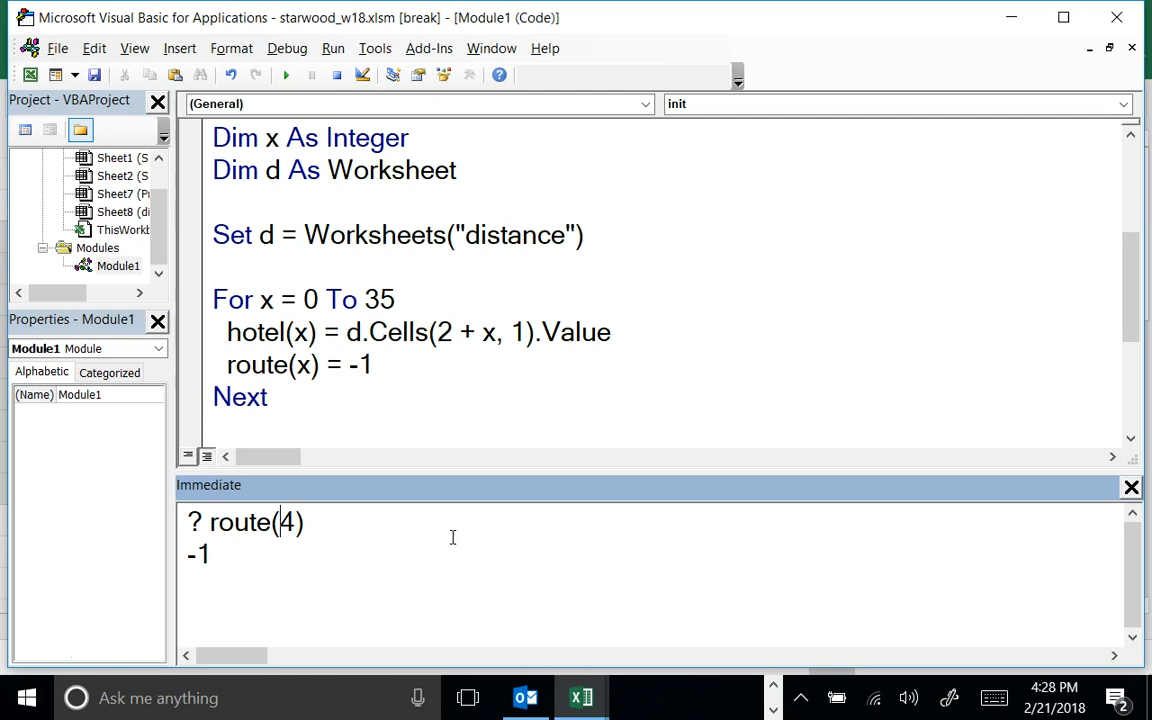 Microsoft Visual Basic for Applications - starwood_w18.xlsm [break] - [Module1 (Code)]
File Edit View Insert Format Debug Run Tools Add-Ins Window Help
Project - VBAProject
(General)
init
Sheet1 (S
Sheet2 (S
Sheet7 (P
Sheet8 (di
ThisWork
Modules
Module1
Properties - Module1
Module1 Module
Alphabetic Categorized
(Name) Module1
Dim x As Integer
Dim d As Worksheet
Set d = Worksheets("distance")
For x = 0 To 35
hotel(x) = d.Cells(2 + x, 1).Value
route(x) = -1
Next
Immediate
? route(4)
-1
Ask me anything
4:28 PM
2/21/2018
2